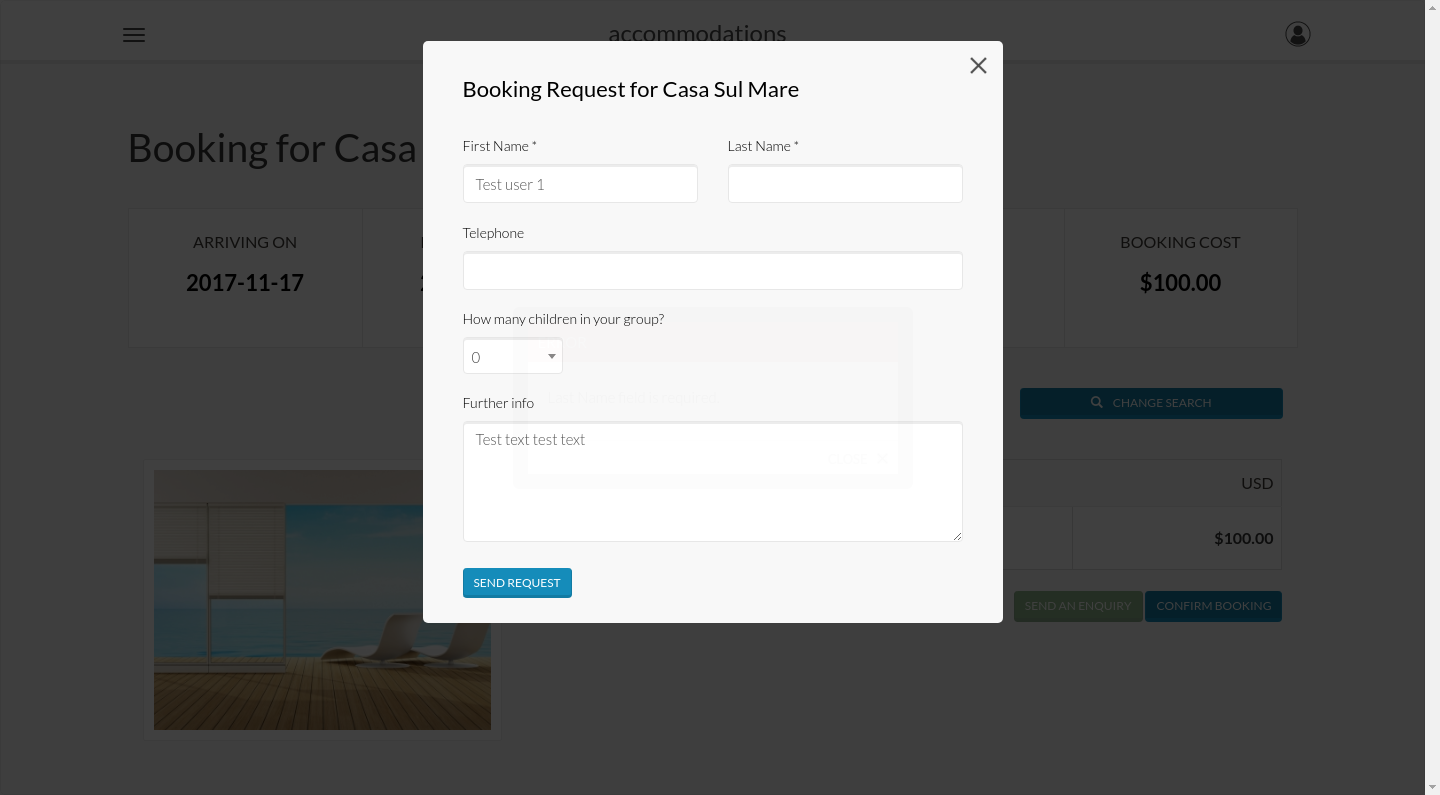 accommodations
Booking Request for Casa Sul Mare
Booking for Casa
First Name *
Last Name *
Test user 1
Telephone
ARRIVING ON
BOOKING COST
2017-11-17
$100.00
How many children in your group?
0
Further info
CHANGE SEARCH
Test text test text
USD
$100.00
SEND REQUEST
SEND AN ENQUIRY
CONFIRM BOOKING